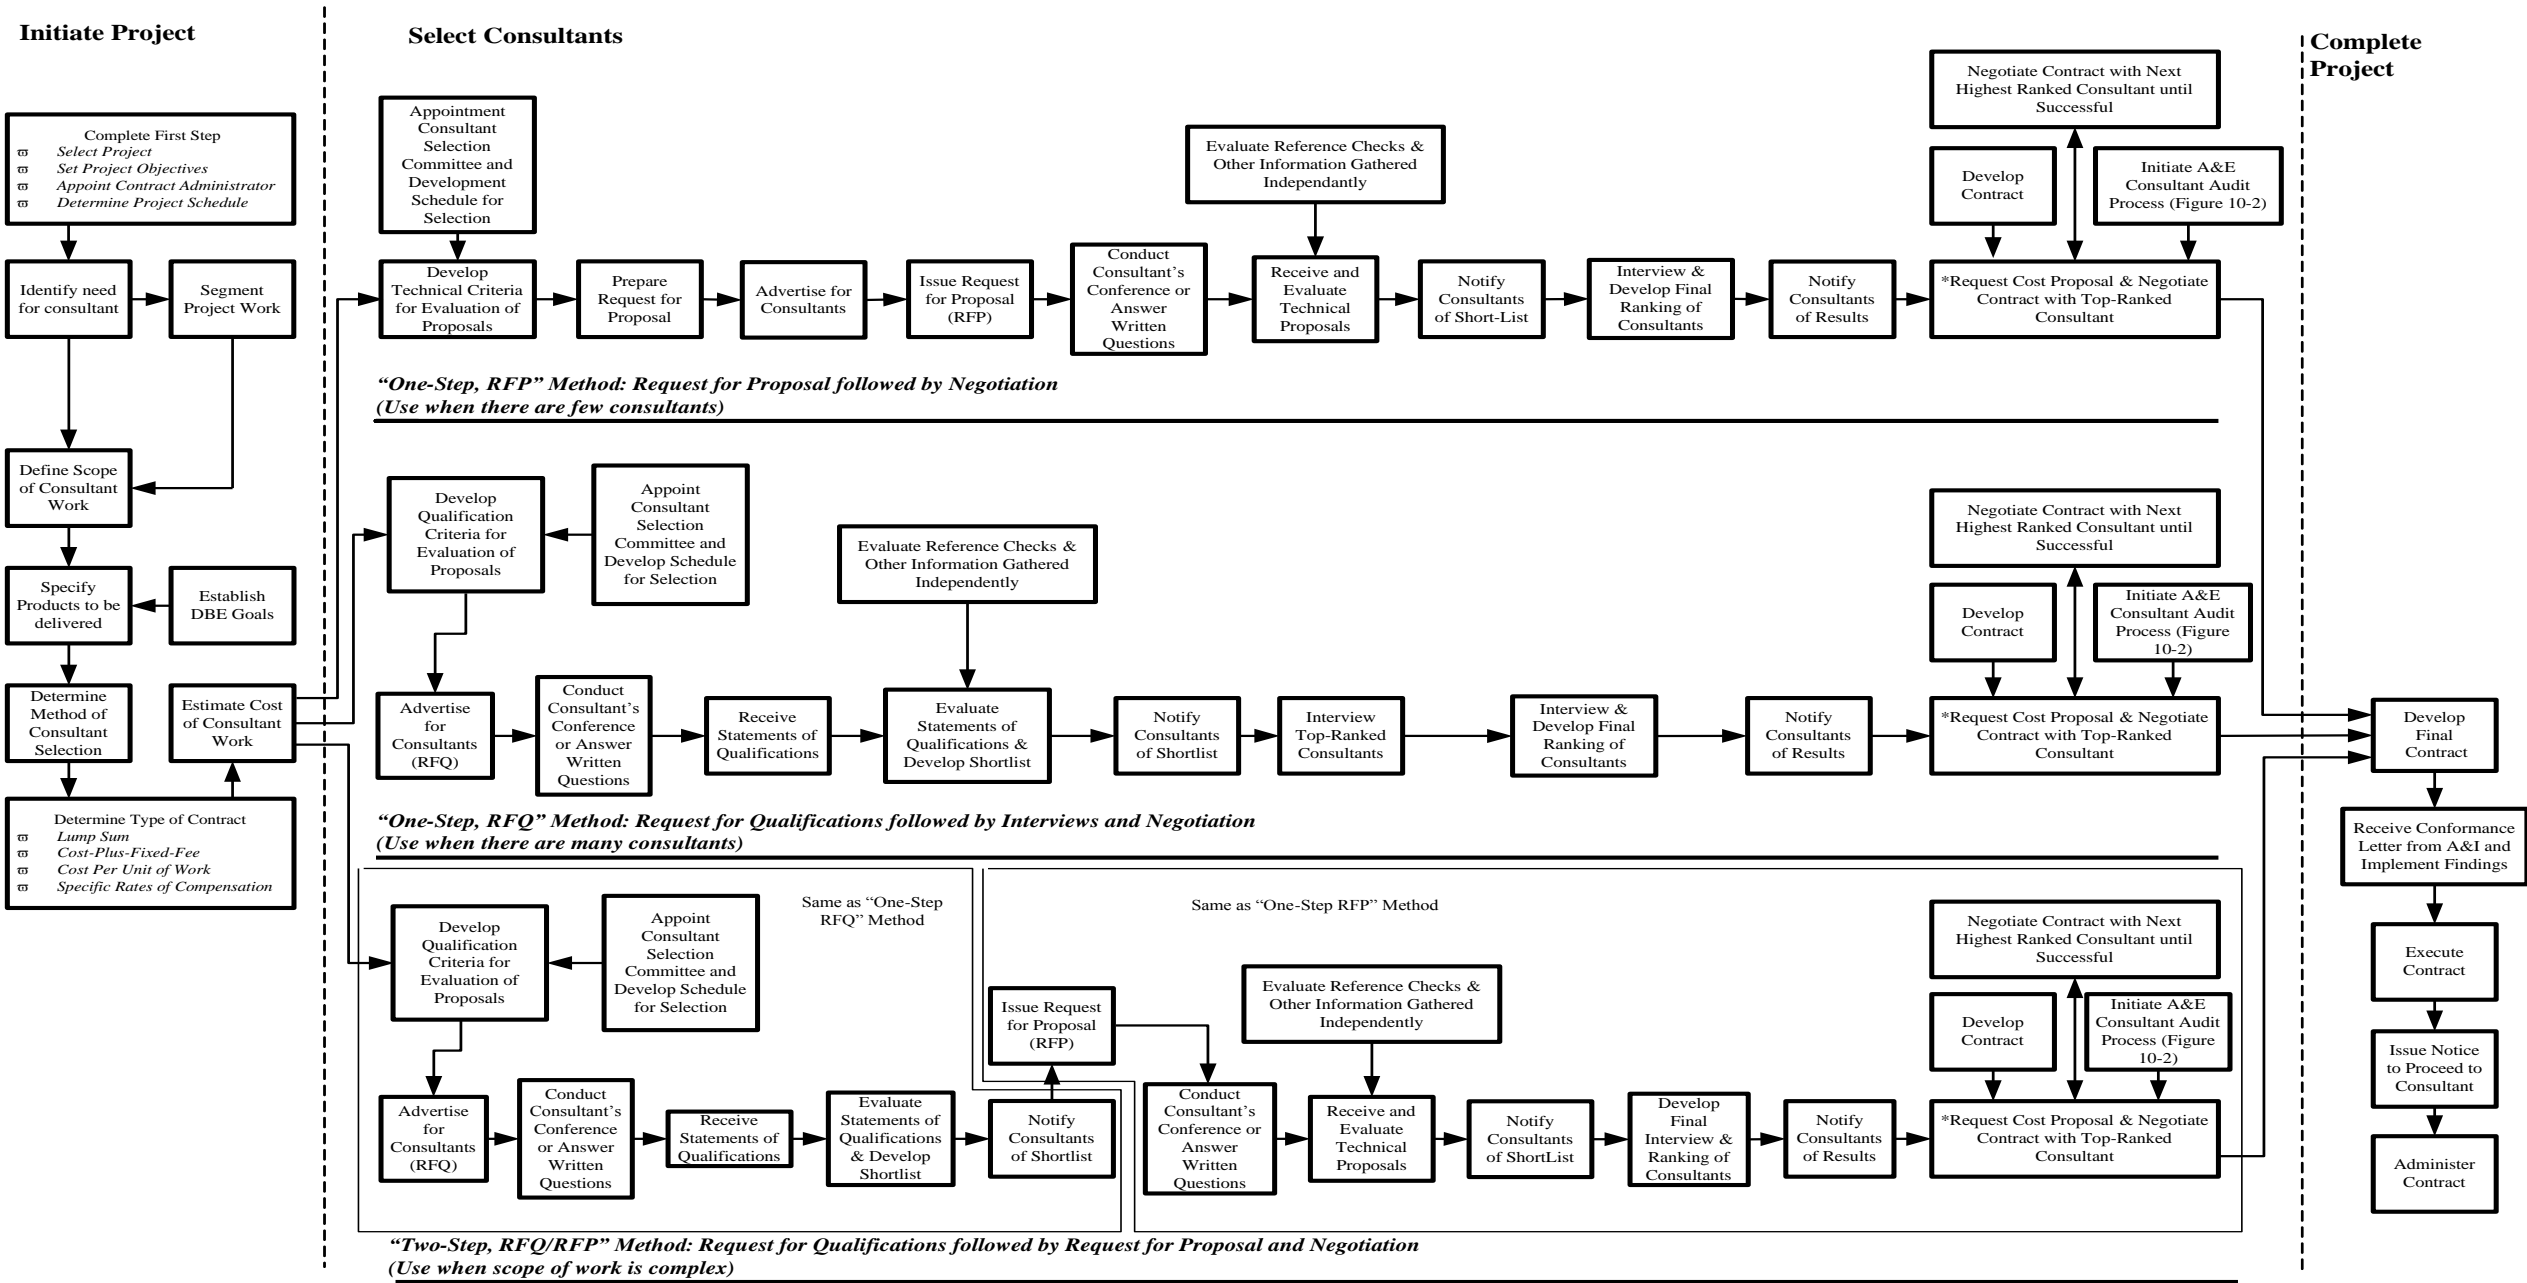 Initiate Project
Complete First Step
ϖ Select Project
ϖ Set Project Objectives
ϖ Appoint Contract Administrator
ϖ Determine Project Schedule
Identify need
for consultant
Segment
Project Work
Define Scope
of Consultant
Work
Specify
Products to be
delivered
Establish
DBE Goals
Determine
Method of
Consultant
Selection
Estimate Cost
of Consultant
Work
Determine Type of Contract
ϖ Lump Sum
ϖ Cost-Plus-Fixed-Fee
ϖ Cost Per Unit of Work
ϖ Specific Rates of Compensation
Select Consultants
Appointment
Consultant
Selection
Committee and
Development
Schedule for
Selection
Develop
Technical Criteria
for Evaluation of
Proposals
Prepare
Request for
Proposal
Advertise for
Consultants
Issue Request
for Proposal
(RFP)
Conduct
Consultant’s
Conference or
Answer
Written
Questions
Evaluate Reference Checks &
Other Information Gathered
Independantly
Receive and
Evaluate
Technical
Proposals
Notify
Consultants
of Short-List
Interview &
Develop Final
Ranking of
Consultants
Notify
Consultants
of Results
Negotiate Contract with Next
Highest Ranked Consultant until
Successful
Develop
Contract
Initiate A&E
Consultant Audit
Process (Figure 10-2)
*Request Cost Proposal & Negotiate
Contract with Top-Ranked
Consultant
“One-Step, RFP” Method: Request for Proposal followed by Negotiation
(Use when there are few consultants)
Develop
Qualification
Criteria for
Evaluation of
Proposals
Appoint
Consultant
Selection
Committee and
Develop Schedule
for Selection
Advertise
for
Consultants
(RFQ)
Conduct
Consultant’s
Conference
or Answer
Written
Questions
Receive
Statements of
Qualifications
Evaluate Reference Checks &
Other Information Gathered
Independently
Evaluate
Statements of
Qualifications &
Develop Shortlist
Notify
Consultants
of Shortlist
Interview
Top-Ranked
Consultants
Interview &
Develop Final
Ranking of
Consultants
Notify
Consultants
of Results
Negotiate Contract with Next
Highest Ranked Consultant until
Successful
Develop
Contract
Initiate A&E
Consultant Audit
Process (Figure
10-2)
*Request Cost Proposal & Negotiate
Contract with Top-Ranked
Consultant
“One-Step, RFQ” Method: Request for Qualifications followed by Interviews and Negotiation
(Use when there are many consultants)
Develop
Qualification
Criteria for
Evaluation of
Proposals
Appoint
Consultant
Selection
Committee and
Develop Schedule
for Selection
Same as “One-Step
RFQ” Method
Advertise
for
Consultants
(RFQ)
Conduct
Consultant’s
Conference
or Answer
Written
Questions
Receive
Statements of
Qualifications
Evaluate
Statements of
Qualifications
& Develop
Shortlist
Notify
Consultants
of Shortlist
Issue Request
for Proposal
(RFP)
Same as “One-Step RFP” Method
Conduct
Consultant’s
Conference or
Answer
Written
Questions
Evaluate Reference Checks &
Other Information Gathered
Independently
Receive and
Evaluate
Technical
Proposals
Notify
Consultants
of ShortList
Develop
Final
Interview &
Ranking of
Consultants
Notify
Consultants
of Results
Negotiate Contract with Next
Highest Ranked Consultant until
Successful
Develop
Contract
Initiate A&E
Consultant Audit
Process (Figure
10-2)
*Request Cost Proposal & Negotiate
Contract with Top-Ranked
Consultant
“Two-Step, RFQ/RFP” Method: Request for Qualifications followed by Request for Proposal and Negotiation
(Use when scope of work is complex)
Complete
Project
Develop
Final
Contract
Receive Conformance
Letter from A&I and
Implement Findings
Execute
Contract
Issue Notice
to Proceed to
Consultant
Administer
Contract